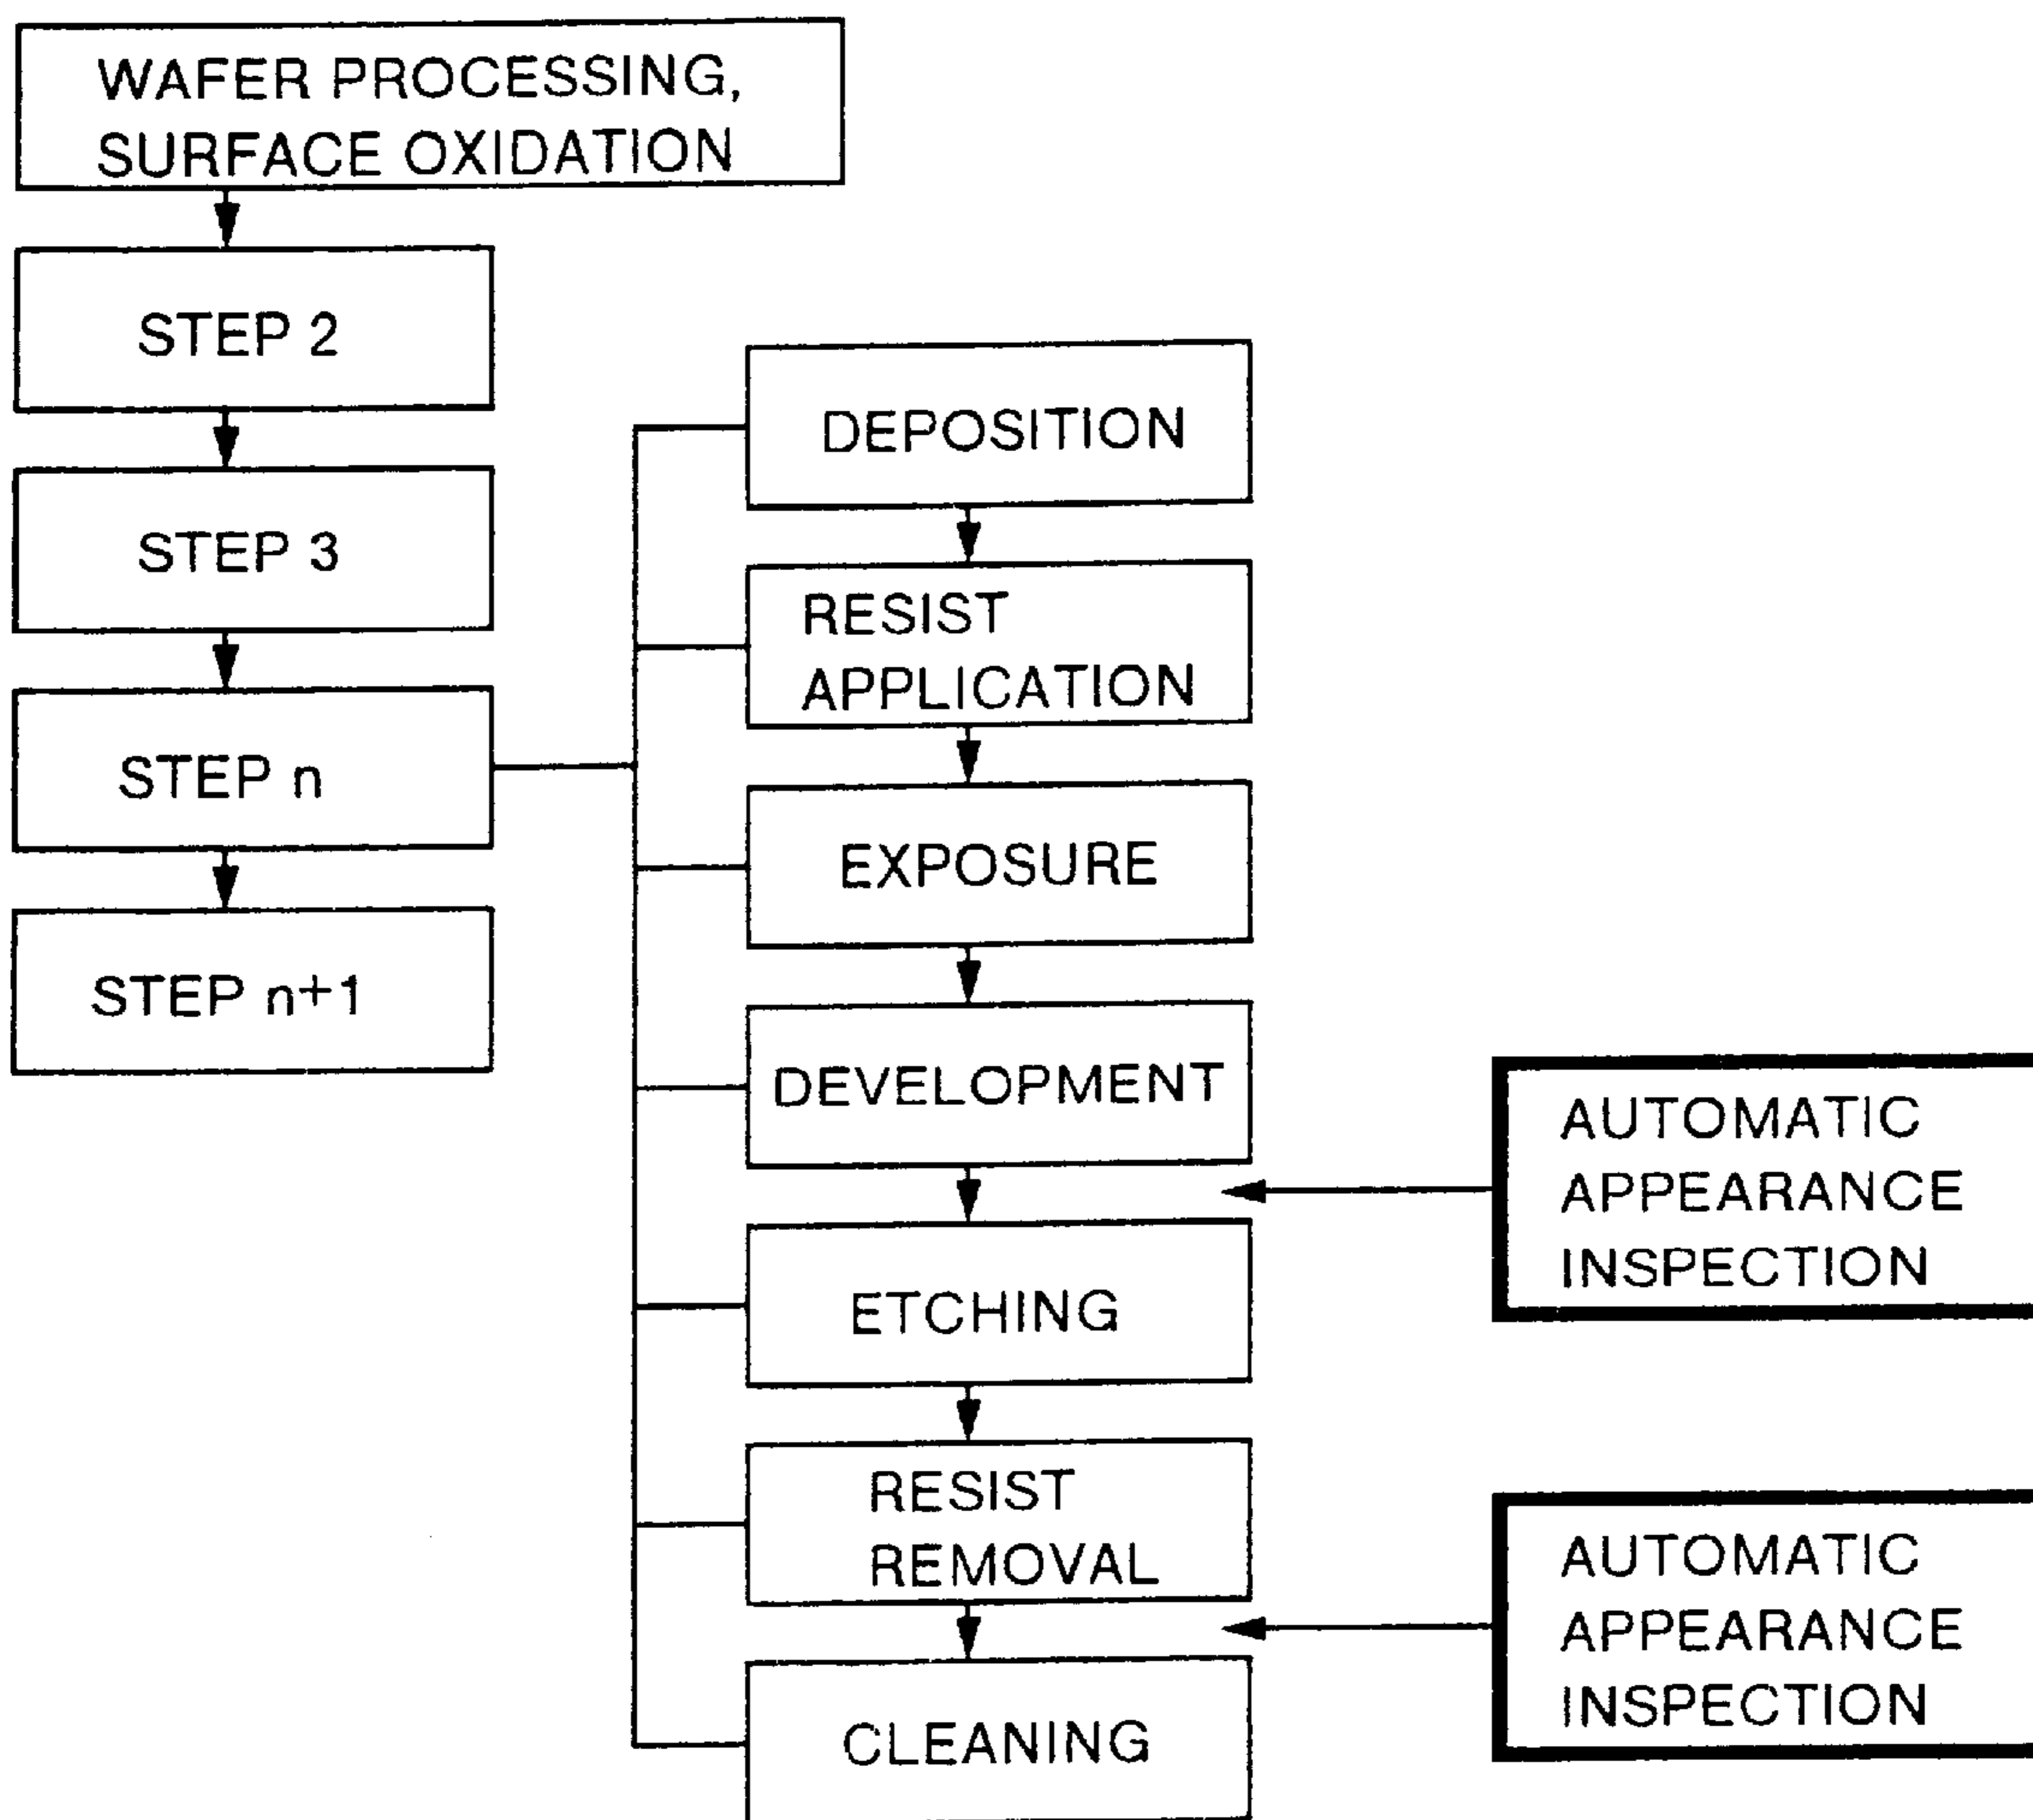 WAFER PROCESSING,
SURFACE OXIDATION
STEP 2
STEP 3
STEP n
STEP n+1
DEPOSITION
RESIST
APPLICATION
EXPOSURE
DEVELOPMENT
ETCHING
RESIST
REMOVAL
CLEANING
AUTOMATIC
APPEARANCE
INSPECTION
AUTOMATIC
APPEARANCE
INSPECTION